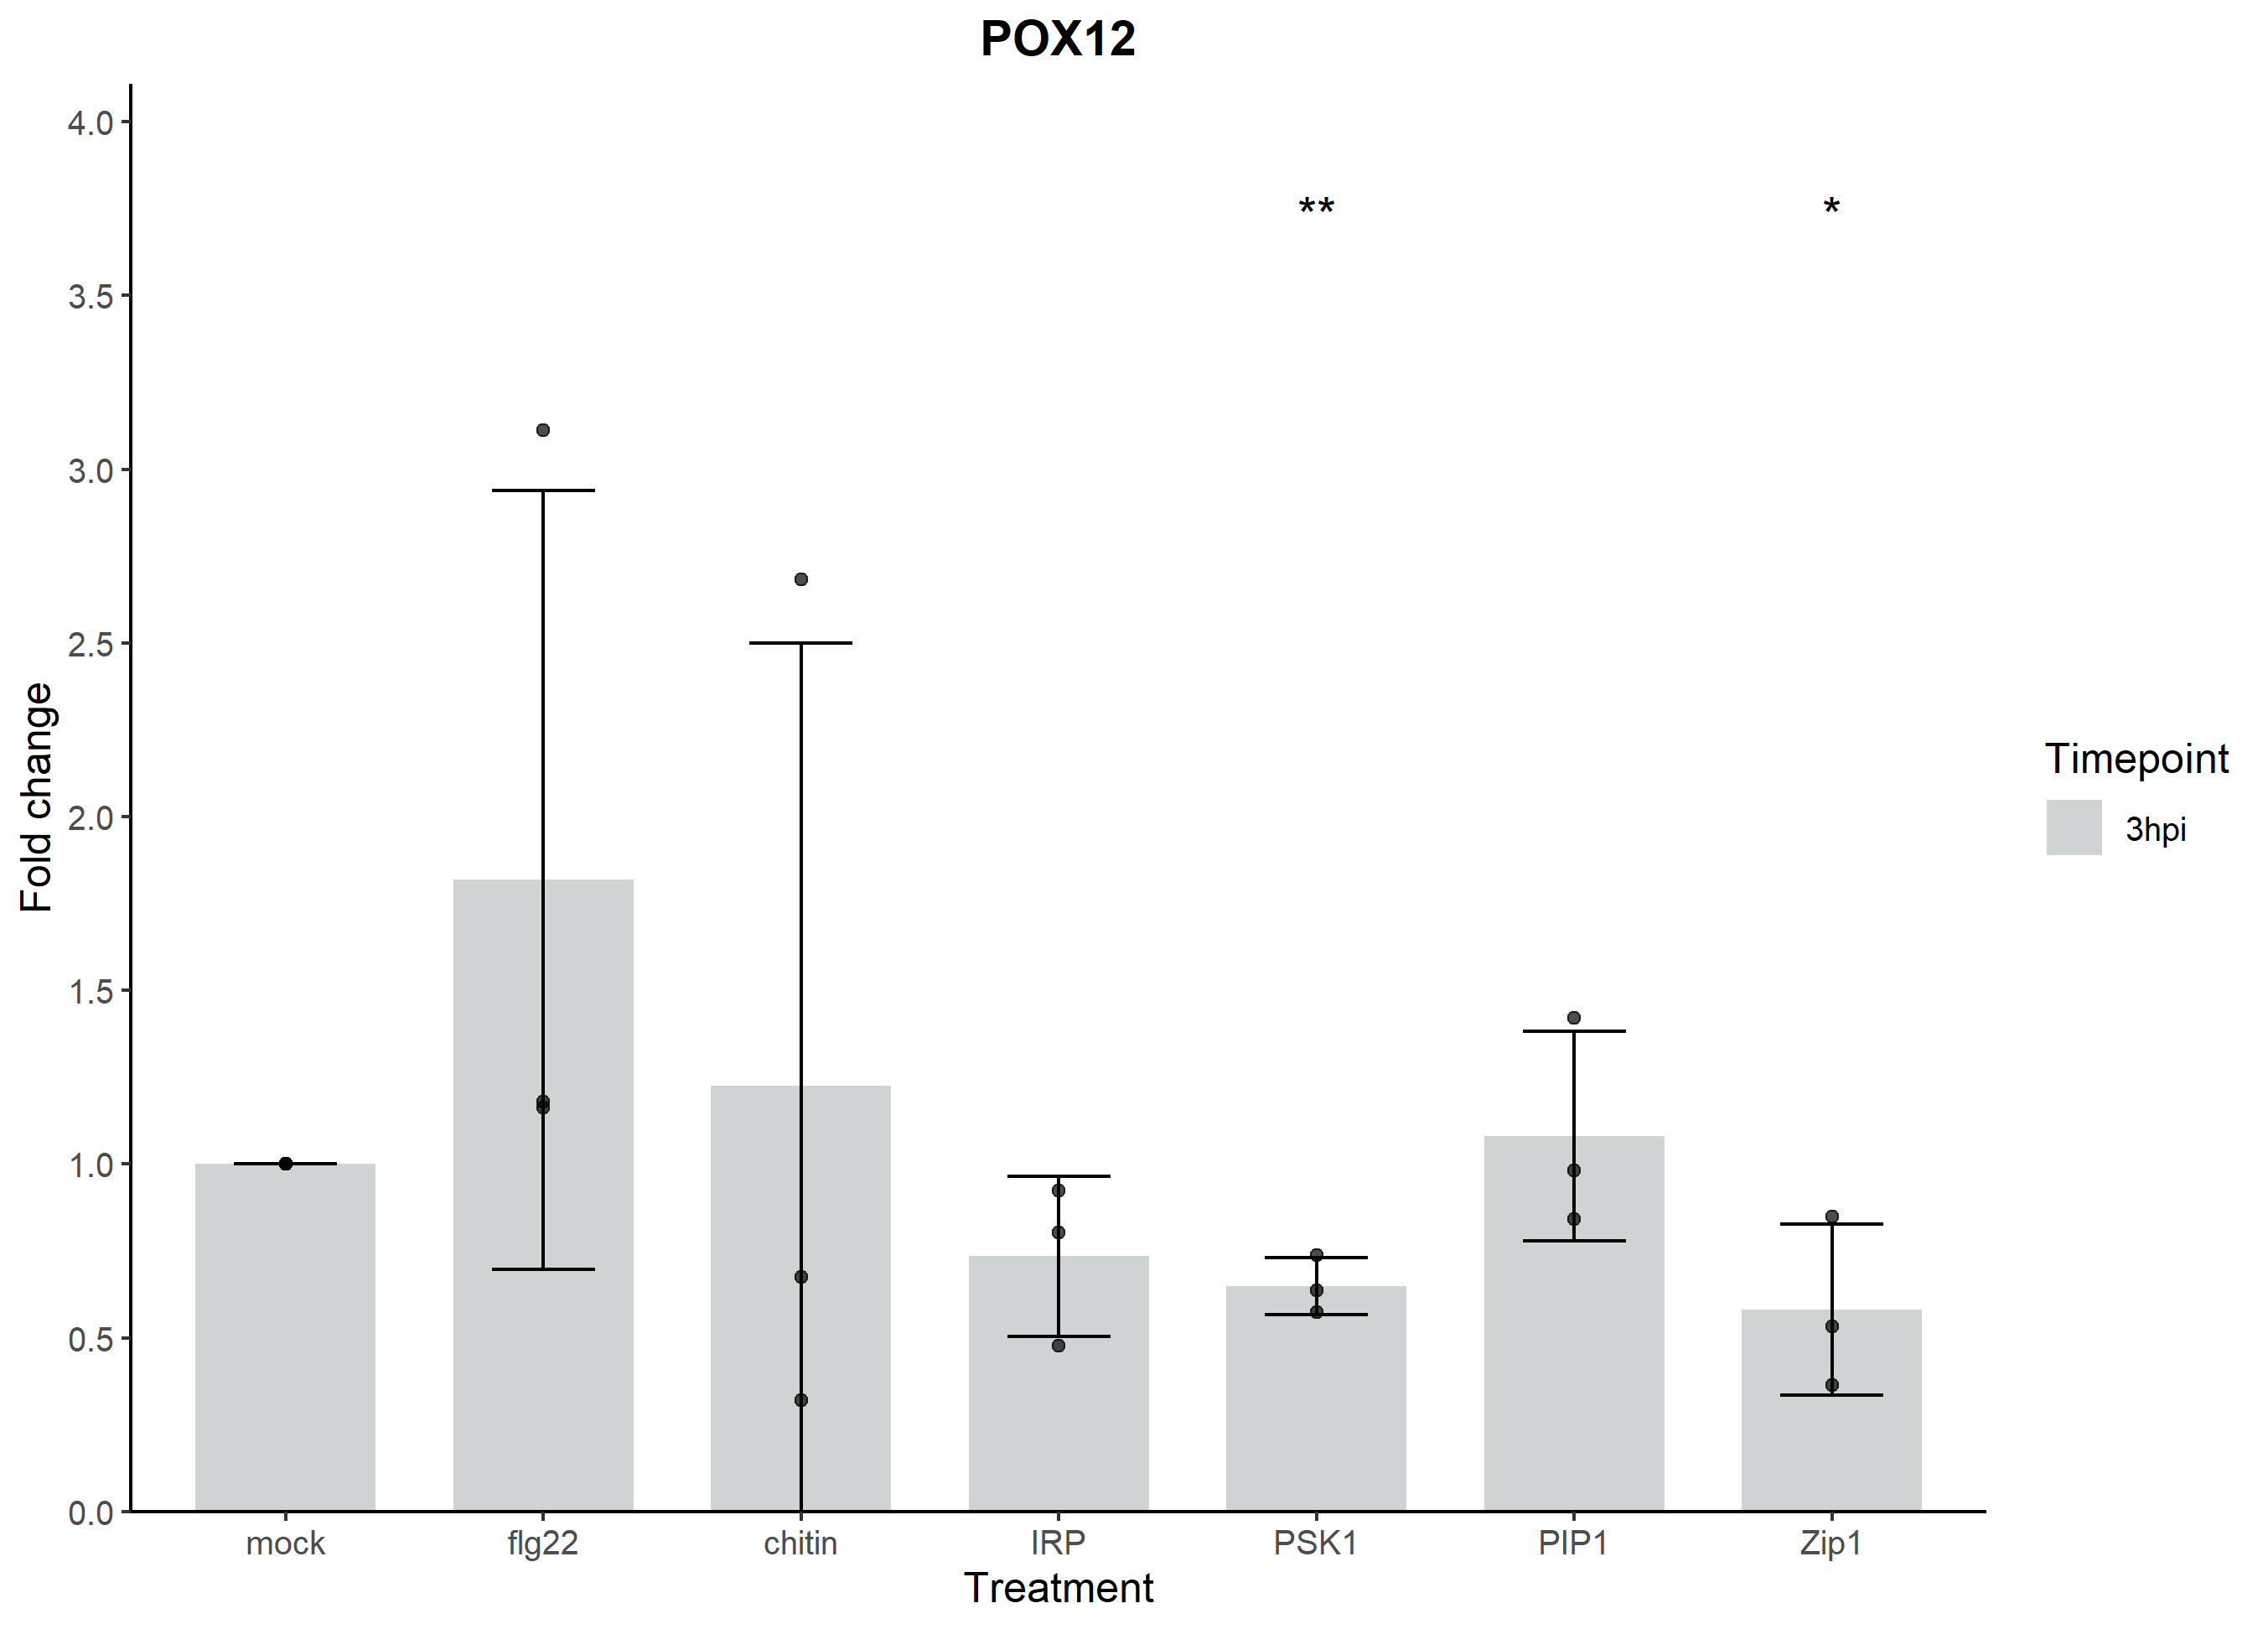 POX12
4.0
3.5
3.0
2.5
2.0
1.5
1.0
0.5
0.0
Fold change
**
*
mock flg22 chitin IRP PSK1 PIP1 Zip1
Treatment
Timepoint
3hpi